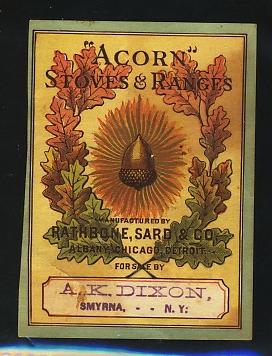 "ACORN"
STOVES & RANGES
MANUFACTURED BY
RATHBONE, SARD & CO.
ALBANY, CHICAGO, DETROIT.
FOR SALE BY
A. K. DIXON,
SMYRNA, - - N. Y.